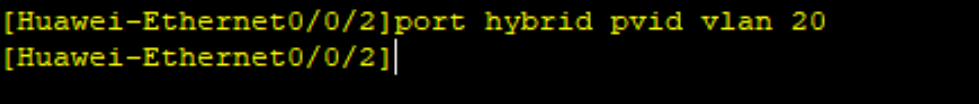 [Huawei-Ethernet0/0/2]port hybrid pvid vlan 20
[Huawei-Ethernet0/0/2]